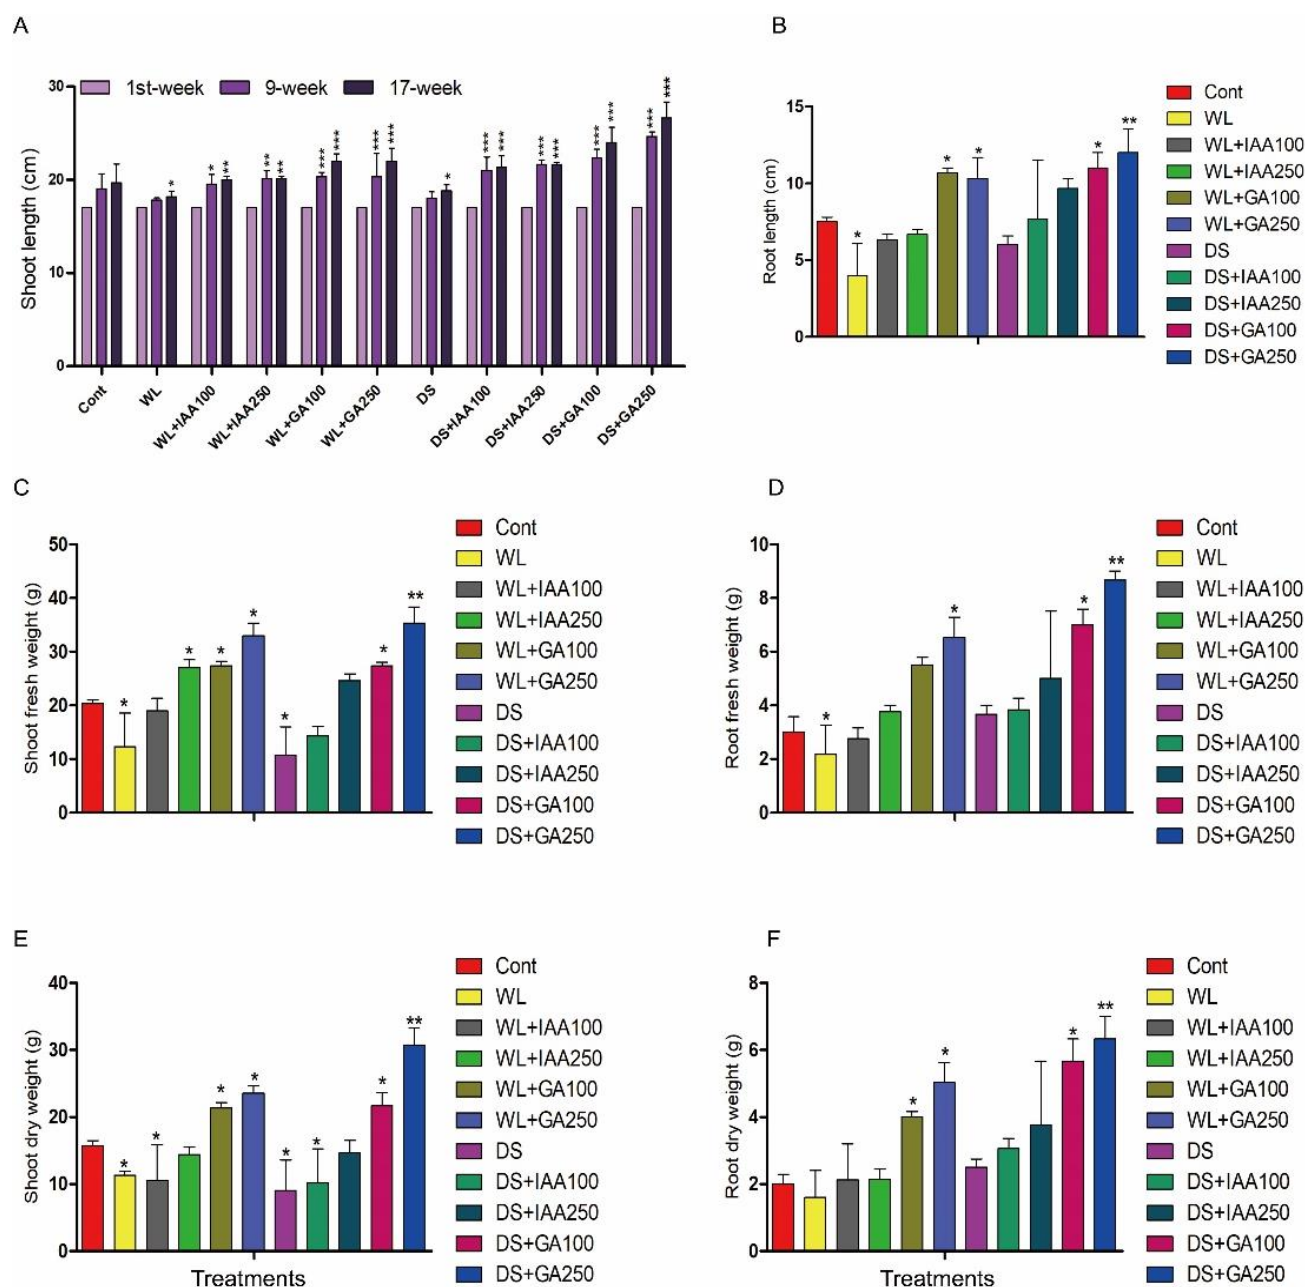 A
1st-week 9-week 17-week
Shoot length (cm)
30
20
10
0
* * ** ** ** *** *** *** *** * *** *** *** *** *** *** *** ***
Cont WL WL+IAA100 WL+IAA250 WL+GA100 WL+GA250 DS DS+IAA100 DS+IAA250 DS+GA100 DS+GA250
B
Root length (cm)
15
10
5
0
* * * * **
Cont
WL
WL+IAA100
WL+IAA250
WL+GA100
WL+GA250
DS
DS+IAA100
DS+IAA250
DS+GA100
DS+GA250
C
Shoot fresh weight (g)
50
40
30
20
10
0
* * * * * * **
Cont
WL
WL+IAA100
WL+IAA250
WL+GA100
WL+GA250
DS
DS+IAA100
DS+IAA250
DS+GA100
DS+GA250
D
Root fresh weight (g)
10
8
6
4
2
0
* * * **
Cont
WL
WL+IAA100
WL+IAA250
WL+GA100
WL+GA250
DS
DS+IAA100
DS+IAA250
DS+GA100
DS+GA250
E
Shoot dry weight (g)
40
30
20
10
0
* * * * * * * **
Treatments
Cont
WL
WL+IAA100
WL+IAA250
WL+GA100
WL+GA250
DS
DS+IAA100
DS+IAA250
DS+GA100
DS+GA250
F
Root dry weight (g)
8
6
4
2
0
* * * **
Treatments
Cont
WL
WL+IAA100
WL+IAA250
WL+GA100
WL+GA250
DS
DS+IAA100
DS+IAA250
DS+GA100
DS+GA250